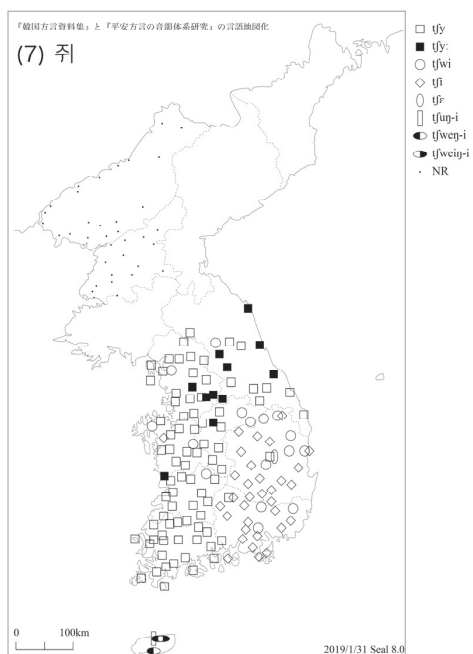 『韓国方言資料集』と『平安方言の音韻体系研究』の言語地図化
(7) 쥐
tʃy
tʃyː
tʃwi
tʃi
tʃɛ
tʃuŋ-i
tʃweŋ-i
tʃweiŋ-i
NR
0 100km
2019/1/31 Seal 8.0